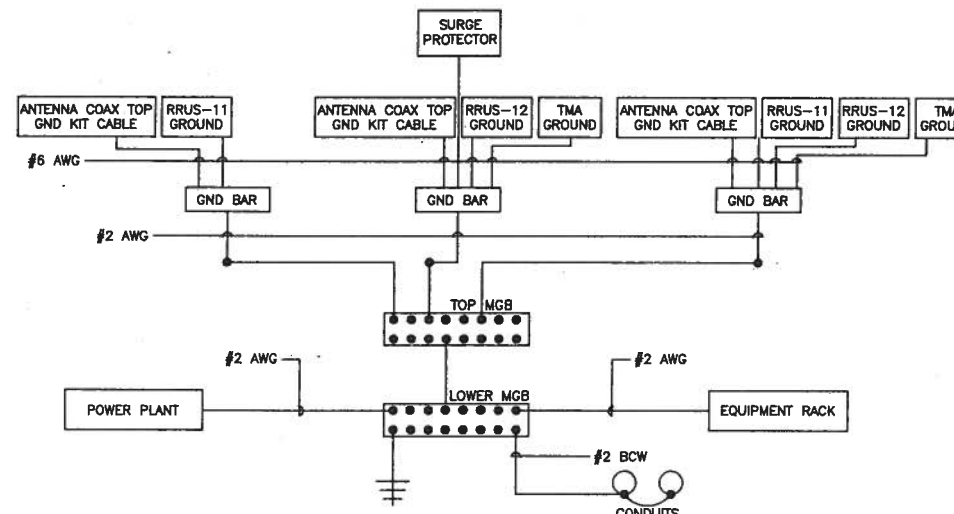 SURGE
PROTECTOR
ANTENNA COAX TOP
GND KIT CABLE
RRUS-11
GROUND
ANTENNA COAX TOP
GND KIT CABLE
RRUS-12
GROUND
TMA
GROUND
ANTENNA COAX TOP
GND KIT CABLE
RRUS-11
GROUND
RRUS-12
GROUND
TMA
GROU
#6 AWG
GND BAR
GND BAR
GND BAR
#2 AWG
TOP MGB
#2 AWG
#2 AWG
LOWER MGB
POWER PLANT
EQUIPMENT RACK
#2 BCW
CONDUITS